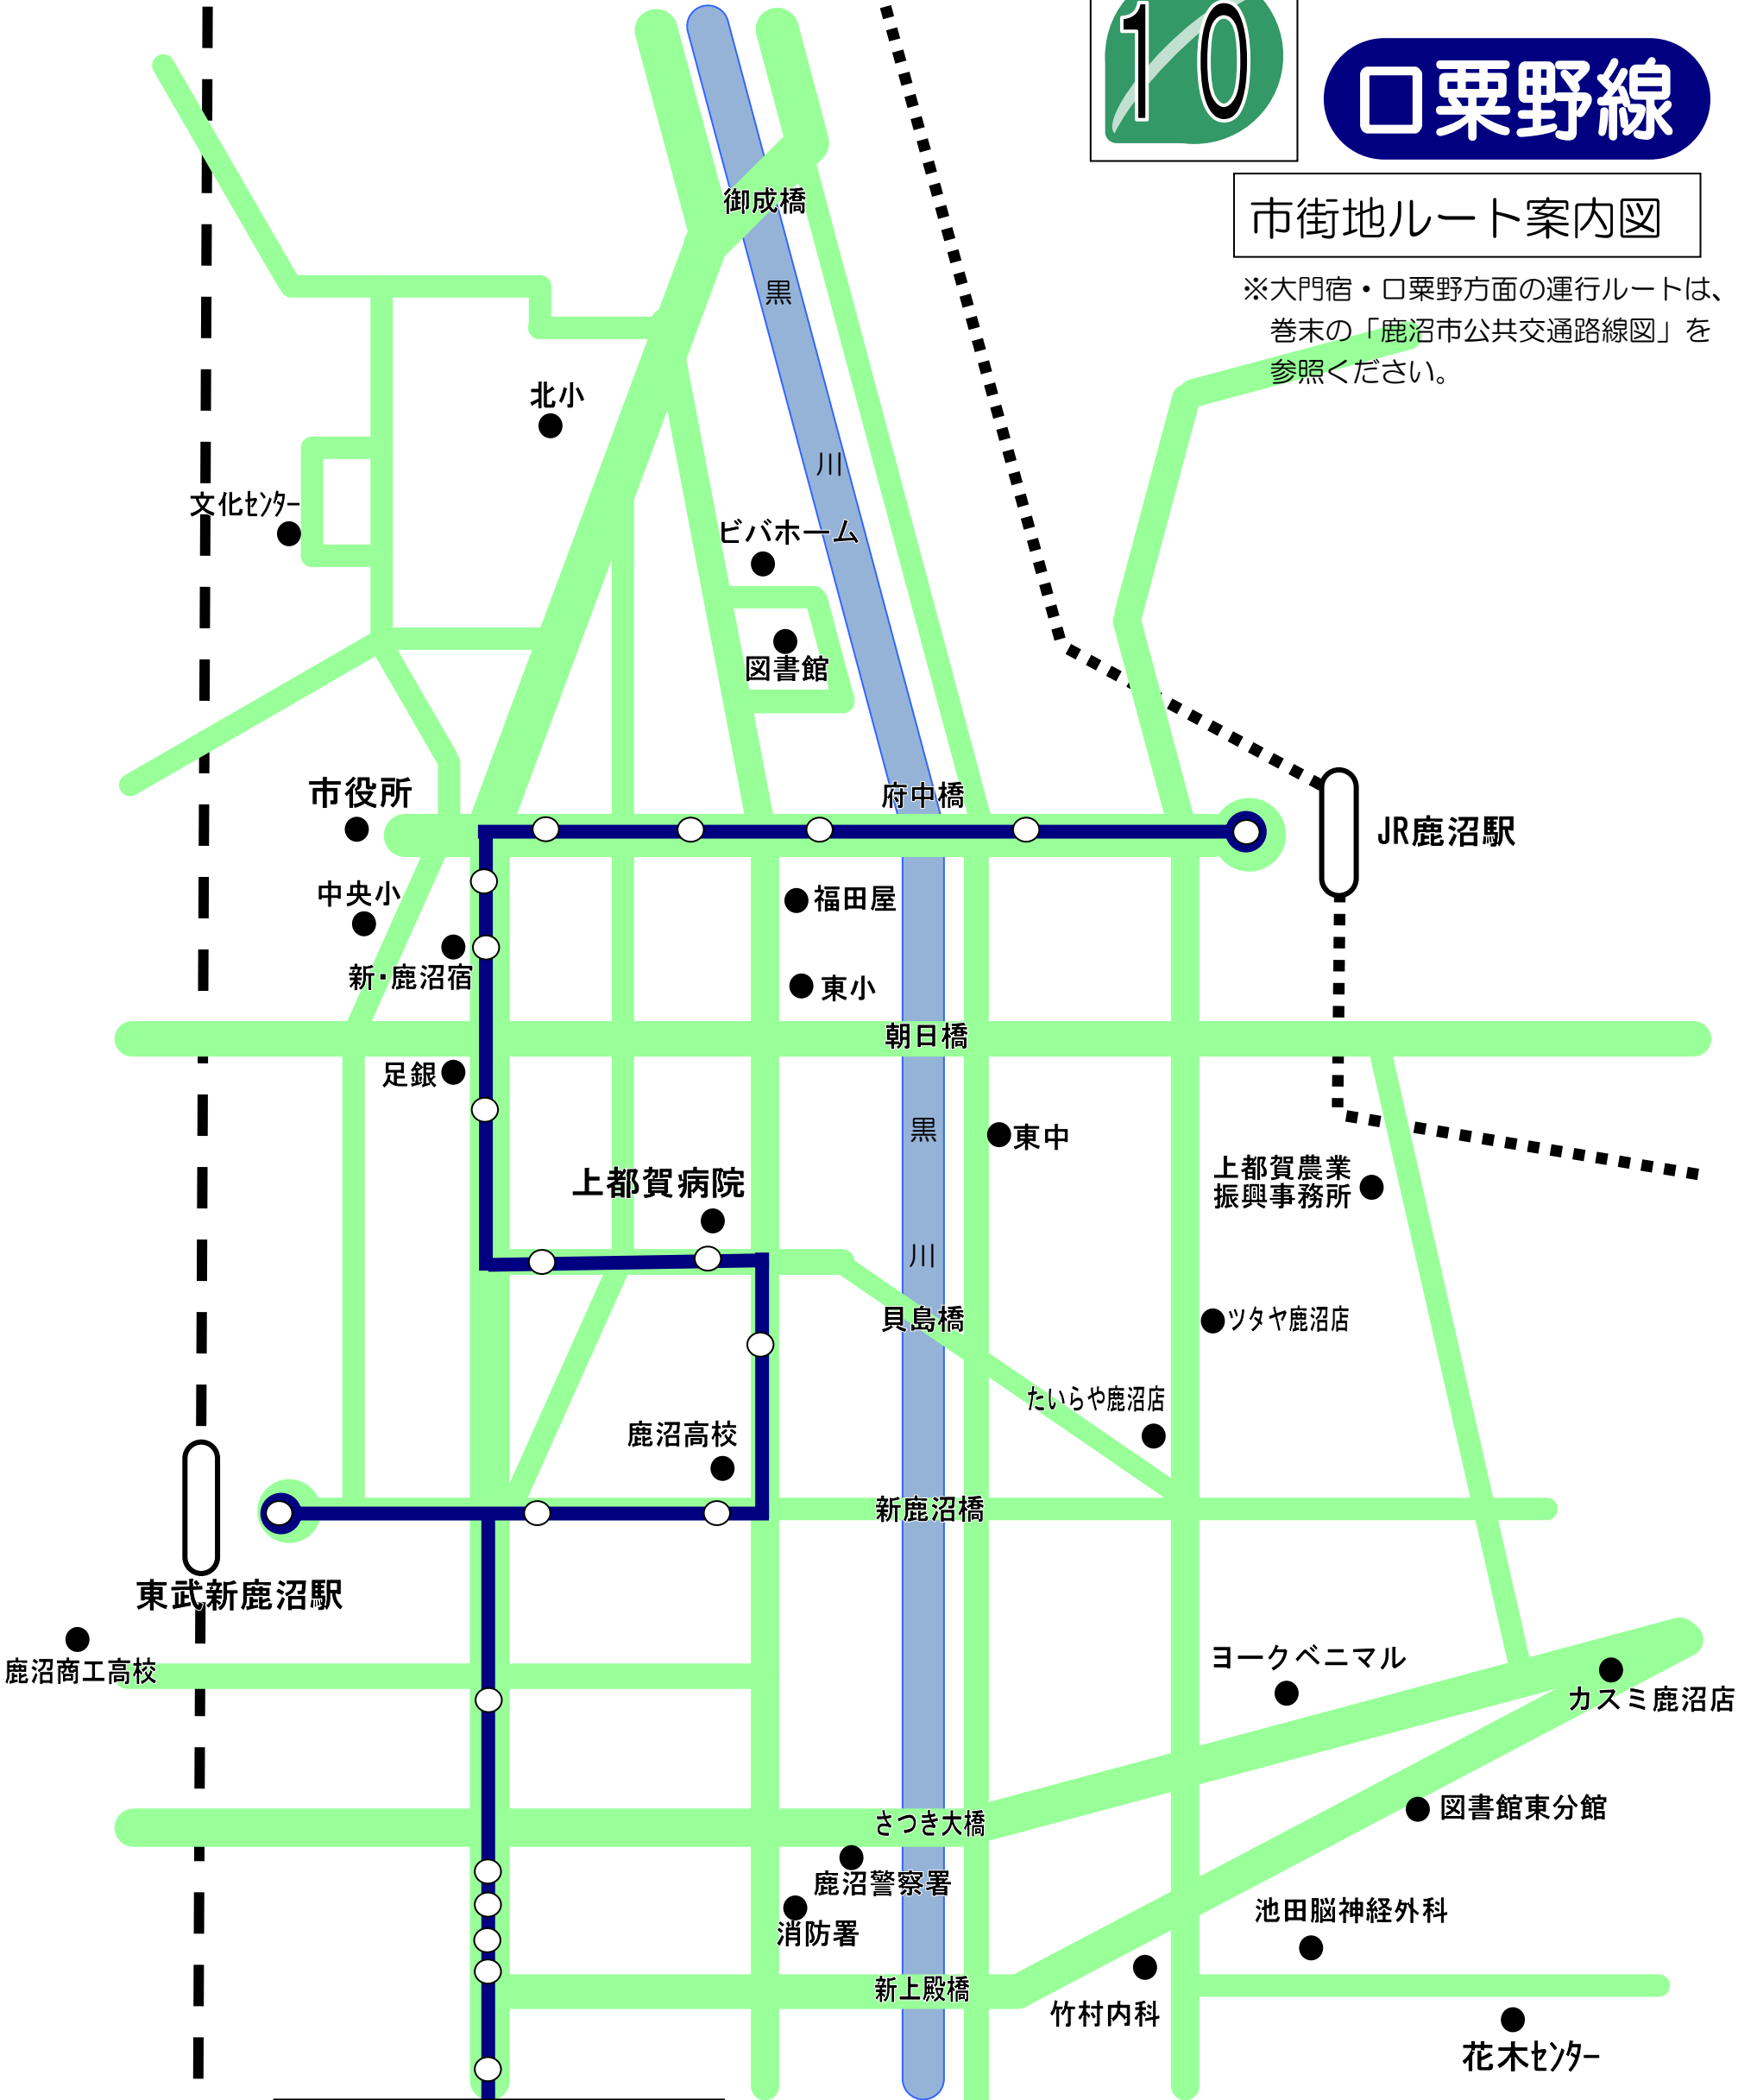 10
口粟野線
市街地ルート案内図
※大門宿・口粟野方面の運行ルートは、
巻末の「鹿沼市公共交通路線図」を
参照ください。
御成橋
黒
川
北小
文化ｾﾝﾀｰ
ビバホーム
図書館
市役所
府中橋
JR鹿沼駅
中央小
福田屋
新・鹿沼宿
東小
朝日橋
足銀
黒
川
東中
上都賀農業
振興事務所
上都賀病院
貝島橋
ツタヤ鹿沼店
たいらや鹿沼店
鹿沼高校
新鹿沼橋
東武新鹿沼駅
鹿沼商工高校
ヨークベニマル
カスミ鹿沼店
図書館東分館
さつき大橋
鹿沼警察署
消防署
池田脳神経外科
新上殿橋
竹村内科
花木ｾﾝﾀｰ